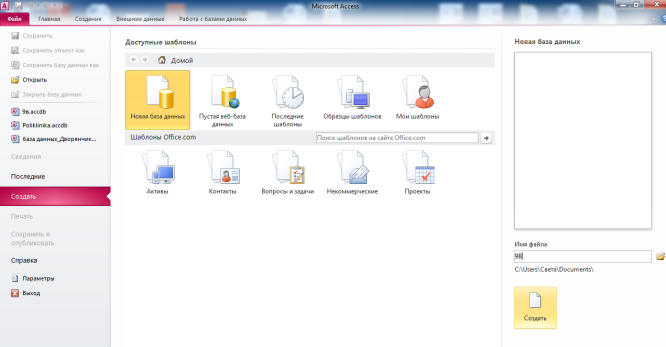 Microsoft Access
Файл
Главная
Создание
Внешние данные
Работа с базами данных
Сохранить
Сохранить объект как
Сохранить базу данных как
Открыть
Закрыть базу данных
9в.accdb
Poliklinika.accdb
база данных_Дворянчик...
Сведения
Последние
Создать
Печать
Сохранить и
опубликовать
Справка
Параметры
Выход
Доступные шаблоны
Домой
Новая база данных
Пустая веб-база
данных
Последние
шаблоны
Образцы шаблонов
Мои шаблоны
Шаблоны Office.com
Поиск шаблонов на сайте Office.com
Активы
Контакты
Вопросы и задачи
Некоммерческие
Проекты
Новая база данных
Имя файла
9В
C:\Users\Света\Documents\
Создать